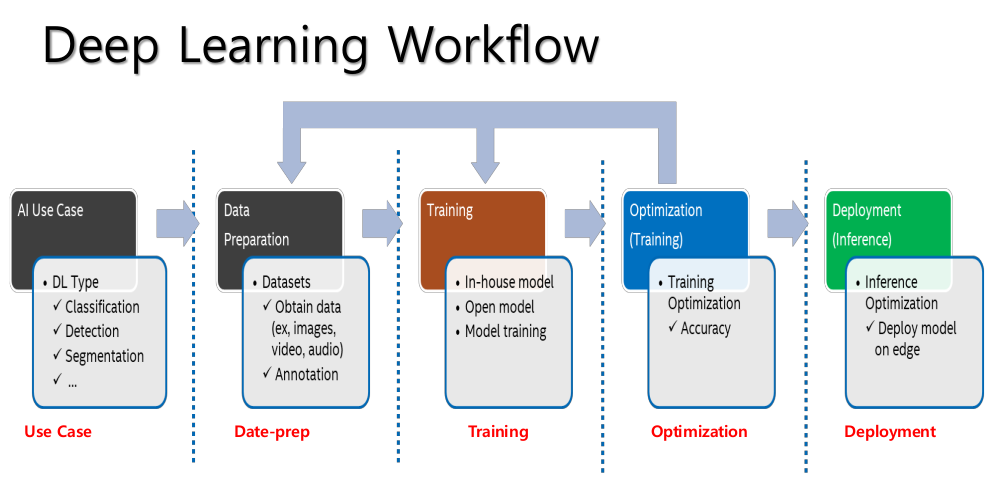 Deep Learning Workflow
AI Use Case
• DL Type
✓ Classification
✓ Detection
✓ Segmentation
✓ ...
Use Case
Data
Preparation
• Datasets
✓ Obtain data
(ex, images,
video, audio)
✓ Annotation
Date-prep
Training
• In-house model
• Open model
• Model training
Training
Optimization
(Training)
• Training
Optimization
✓ Accuracy
Optimization
Deployment
(Inference)
• Inference
Optimization
✓ Deploy model
on edge
Deployment